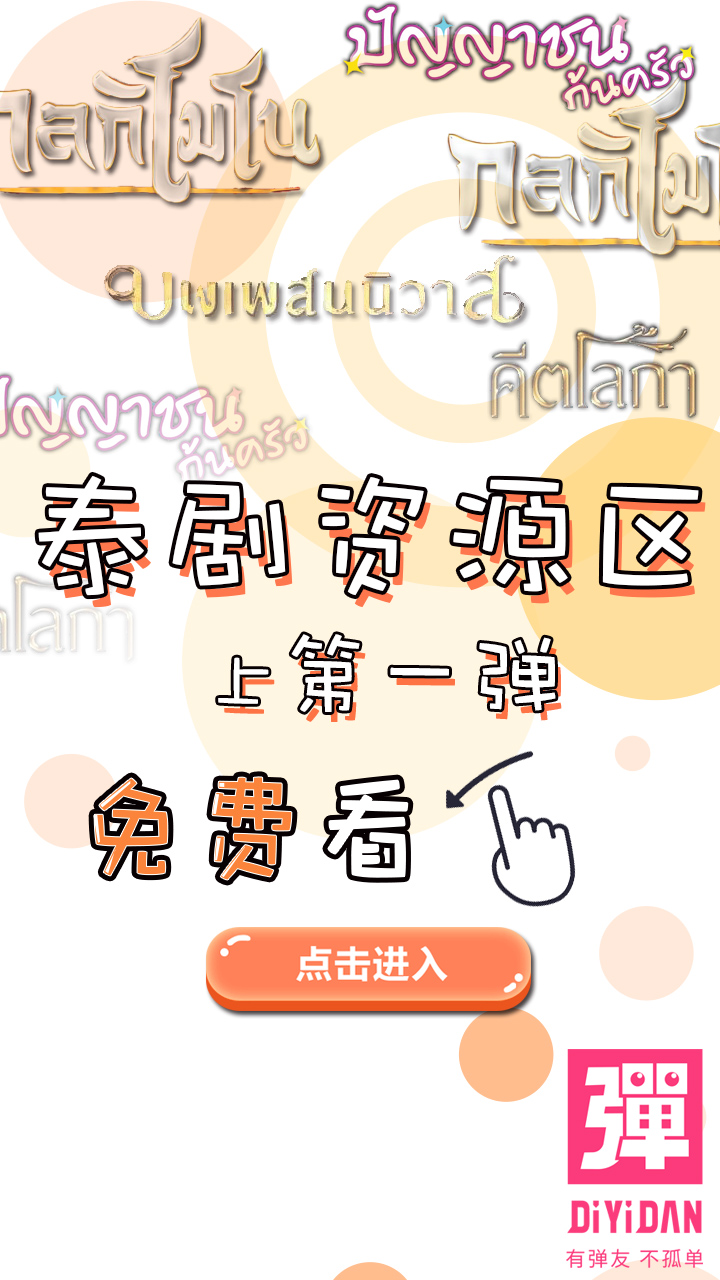 ปัญญาชน
ก้นครัว
กลกิโมโน
กลกิโมโ
บุพเพสันนิวาส
คีตโลกา
ปัญญาชน
ก้นครัว
泰剧资源区
ตโลกา
上第一弹
免费看
点击进入
彈
DiYiDAN
有弹友 不孤单